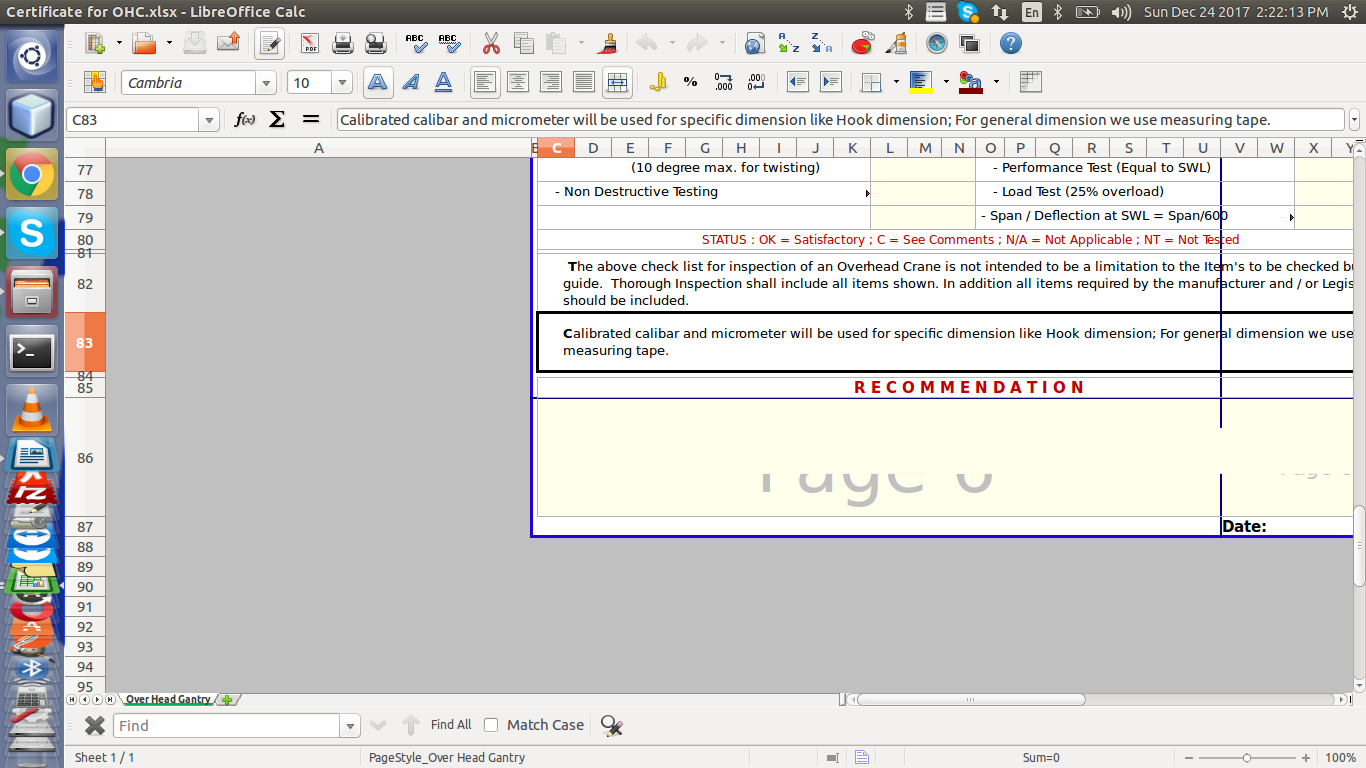 Certificate for OHC.xlsx - LibreOffice Calc
En
Sun Dec 24 2017 2:22:13 PM
Cambria
10
C83
Calibrated calibar and micrometer will be used for specific dimension like Hook dimension; For general dimension we use measuring tape.
A C D E F G H I J K L M N O P Q R S T U V W X Y
77 (10 degree max. for twisting) - Performance Test (Equal to SWL)
78 - Non Destructive Testing - Load Test (25% overload)
79 - Span / Deflection at SWL = Span/600
80 STATUS : OK = Satisfactory ; C = See Comments ; N/A = Not Applicable ; NT = Not Tested
81
The above check list for inspection of an Overhead Crane is not intended to be a limitation to the Item's to be checked
82 guide. Thorough Inspection shall include all items shown. In addition all items required by the manufacturer and / or Legis
should be included.
Calibrated calibar and micrometer will be used for specific dimension like Hook dimension; For general dimension we use
83 measuring tape.
84
85 RECOMMENDATION
86 Page 6
87 Date:
88
89
90
91
92
93
94
95
Over Head Gantry
Find
Find All
Match Case
Sheet 1 / 1
PageStyle_Over Head Gantry
Sum=0
100%